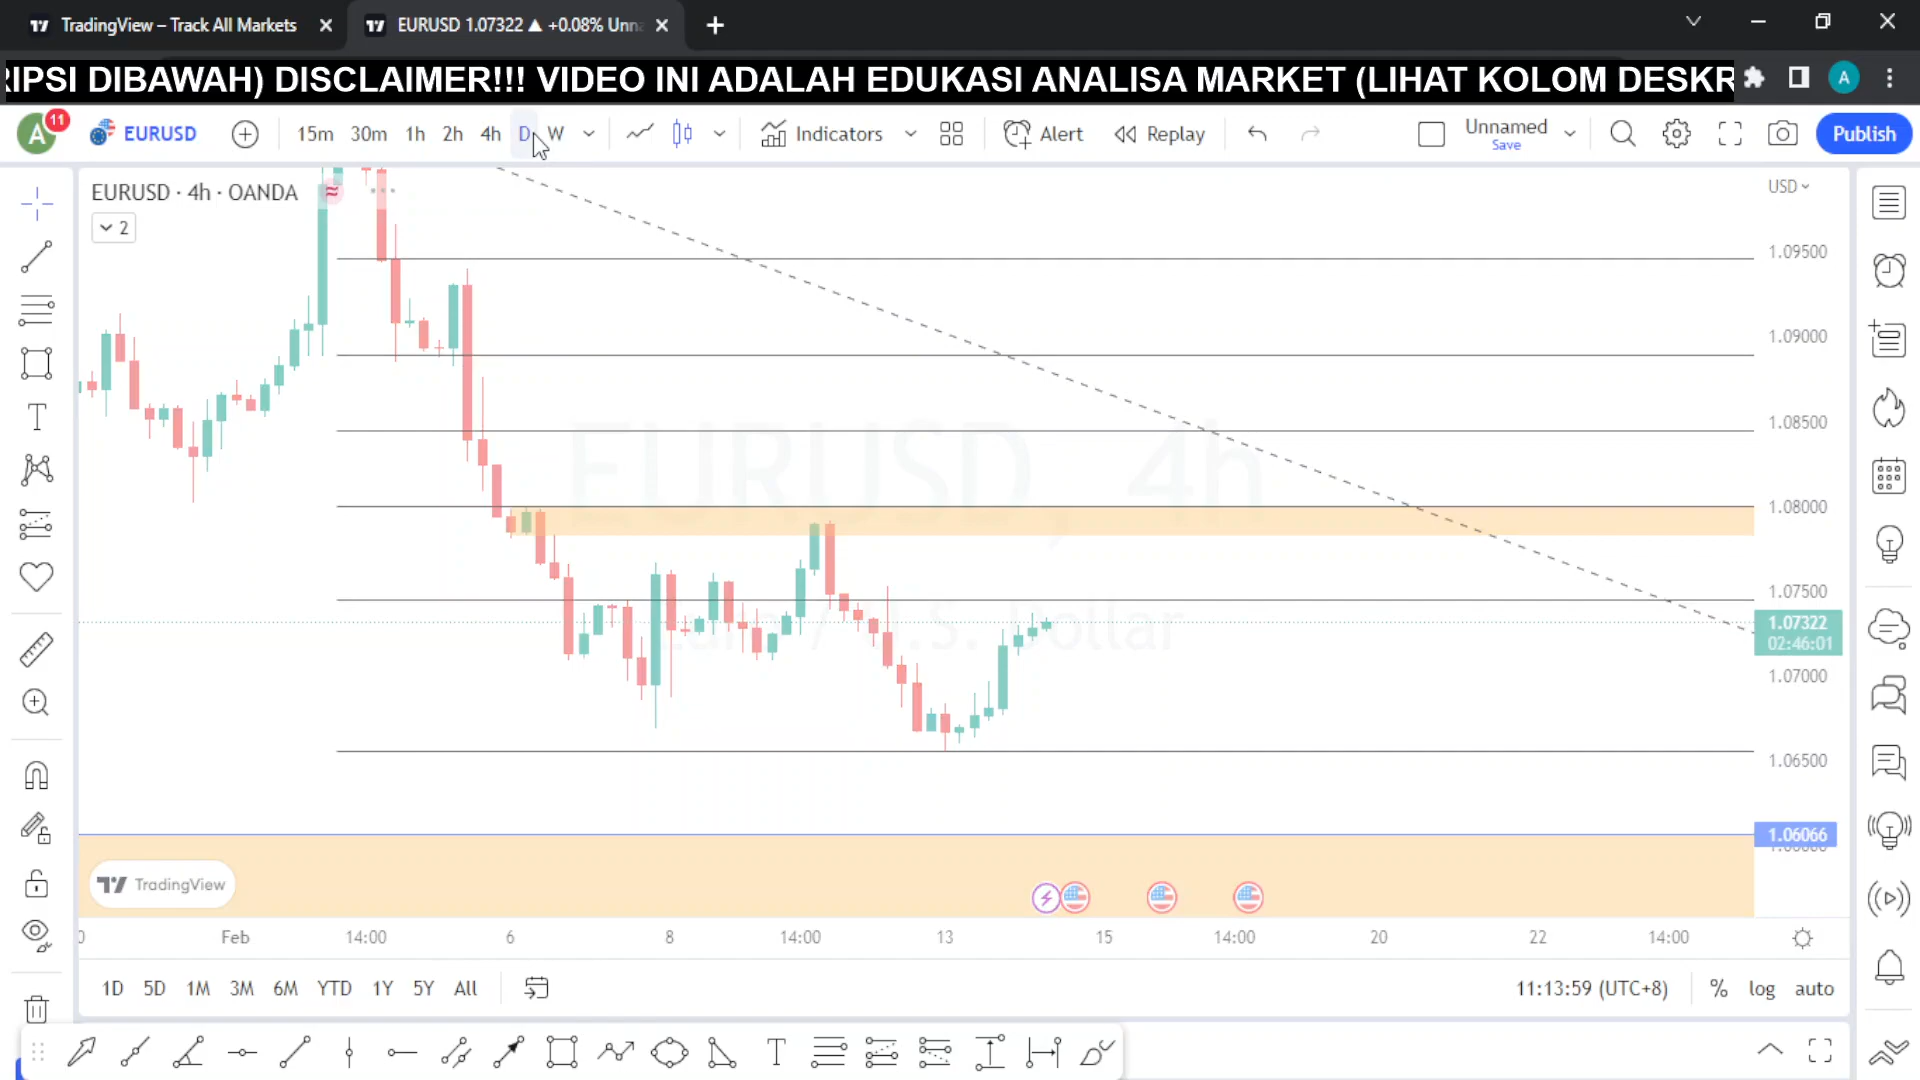 TradingView – Track All Markets
EURUSD 1.07322 ▲ +0.08% Unn
RIPSI DIBAWAH) DISCLAIMER!!! VIDEO INI ADALAH EDUKASI ANALISA MARKET (LIHAT KOLOM DESKR
A
A 11 EURUSD 15m 30m 1h 2h 4h D W Indicators Alert Replay Unnamed Save Publish
EURUSD · 4h · OANDA
2
USD
1.09500
1.09000
1.08500
1.08000
1.07500
1.07322
02:46:01
1.07000
1.06500
1.06066
EURUSD, 4h
TradingView
Feb 14:00 6 8 14:00 13 15 14:00 20 22 14:00
1D 5D 1M 3M 6M YTD 1Y 5Y All
11:13:59 (UTC+8) % log auto